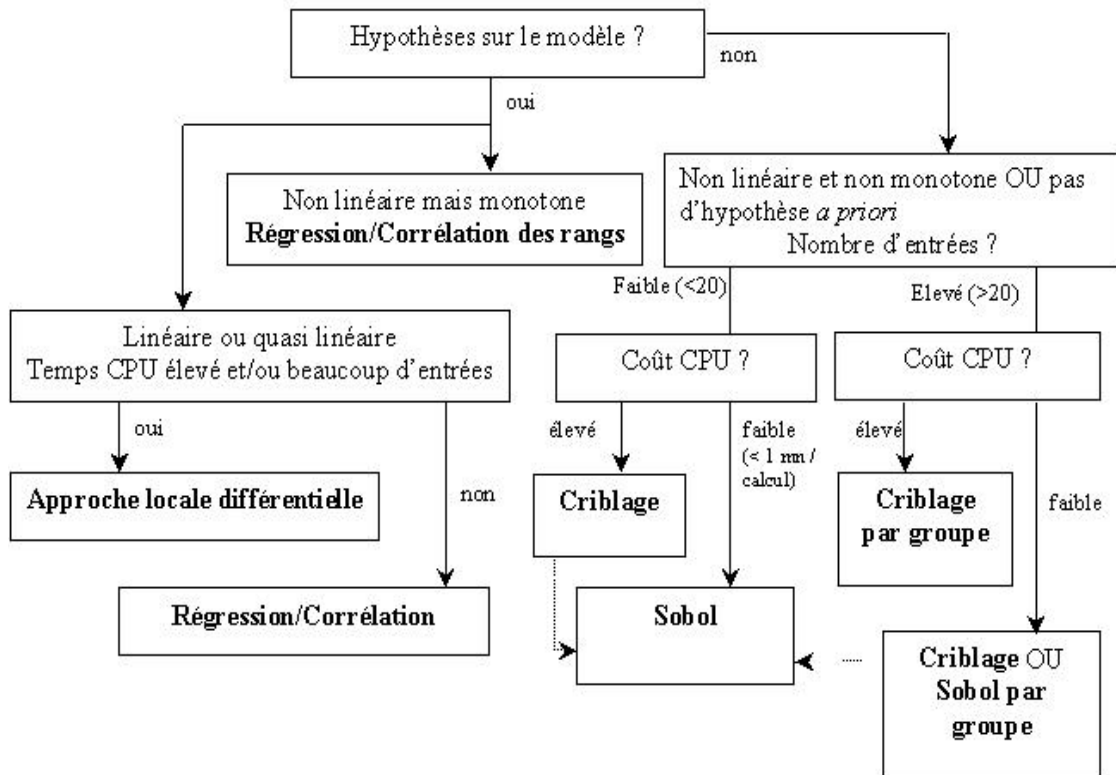 Hypothèses sur le modèle ?
non
oui
Non linéaire mais monotone
Régression/Corrélation des rangs
Non linéaire et non monotone OU pas
d'hypothèse a priori
Nombre d'entrées ?
Faible (<20)
Elevé (>20)
Linéaire ou quasi linéaire
Temps CPU élevé et/ou beaucoup d'entrées
Coût CPU ?
Coût CPU ?
oui
non
élevé
faible
(< 1 mn /
calcul)
élevé
faible
Approche locale différentielle
Criblage
Criblage
par groupe
Régression/Corrélation
Sobol
Criblage OU
Sobol par
groupe